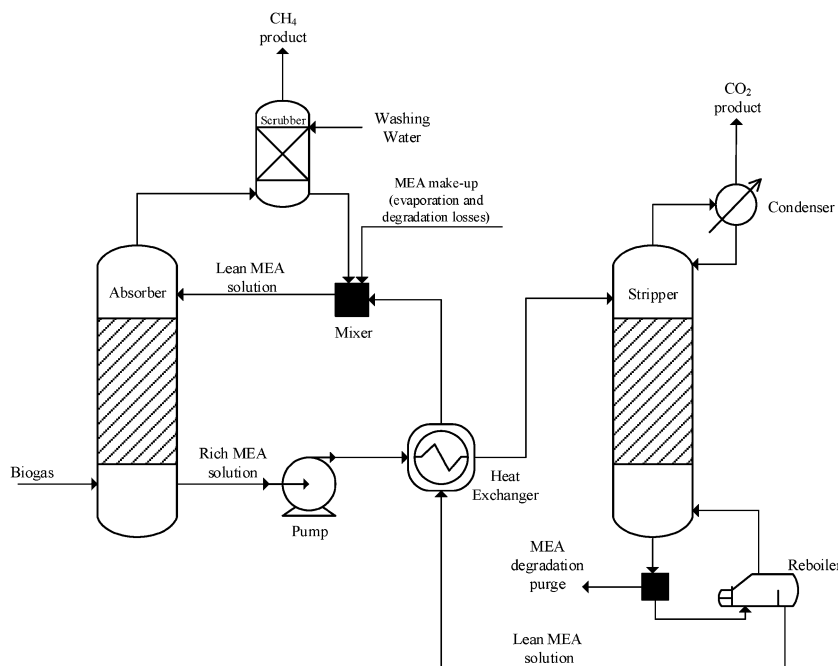 CH4
product
Scrubber
Washing
Water
CO2
product
MEA make-up
(evaporation and
degradation losses)
Condenser
Absorber
Lean MEA
solution
Mixer
Stripper
Biogas
Rich MEA
solution
Pump
Heat
Exchanger
MEA
degradation
purge
Reboiler
Lean MEA
solution